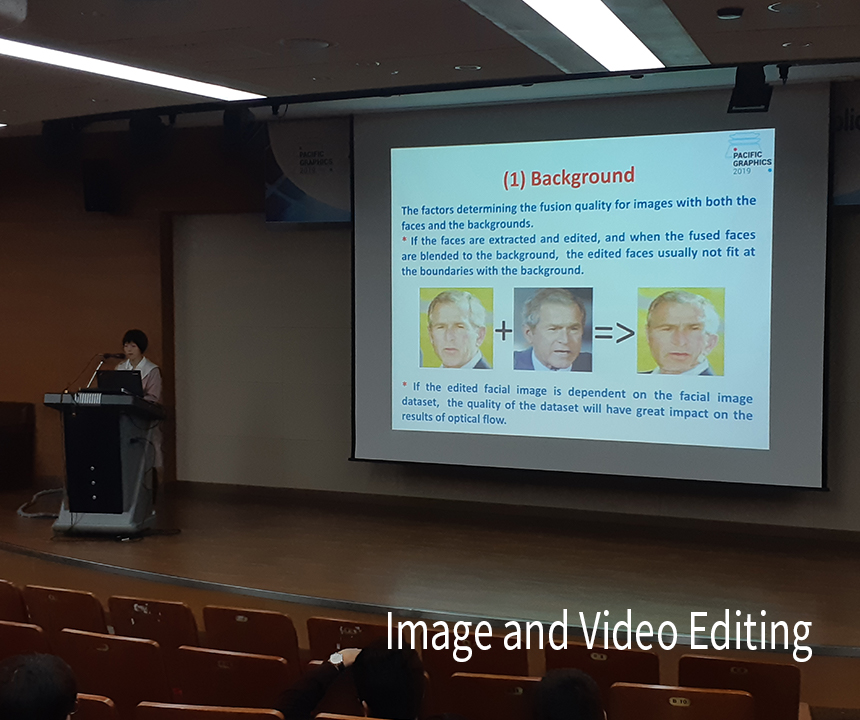 PACIFIC
GRAPHICS
2019
(1) Background
The factors determining the fusion quality for images with both the
faces and the backgrounds.
* If the faces are extracted and edited, and when the fused faces
are blended to the background, the edited faces usually not fit at
the boundaries with the background.
+ =>
* If the edited facial image is dependent on the facial image
dataset, the quality of the dataset will have great impact on the
results of optical flow.
PACIFIC
GRAPHICS
Image and Video Editing